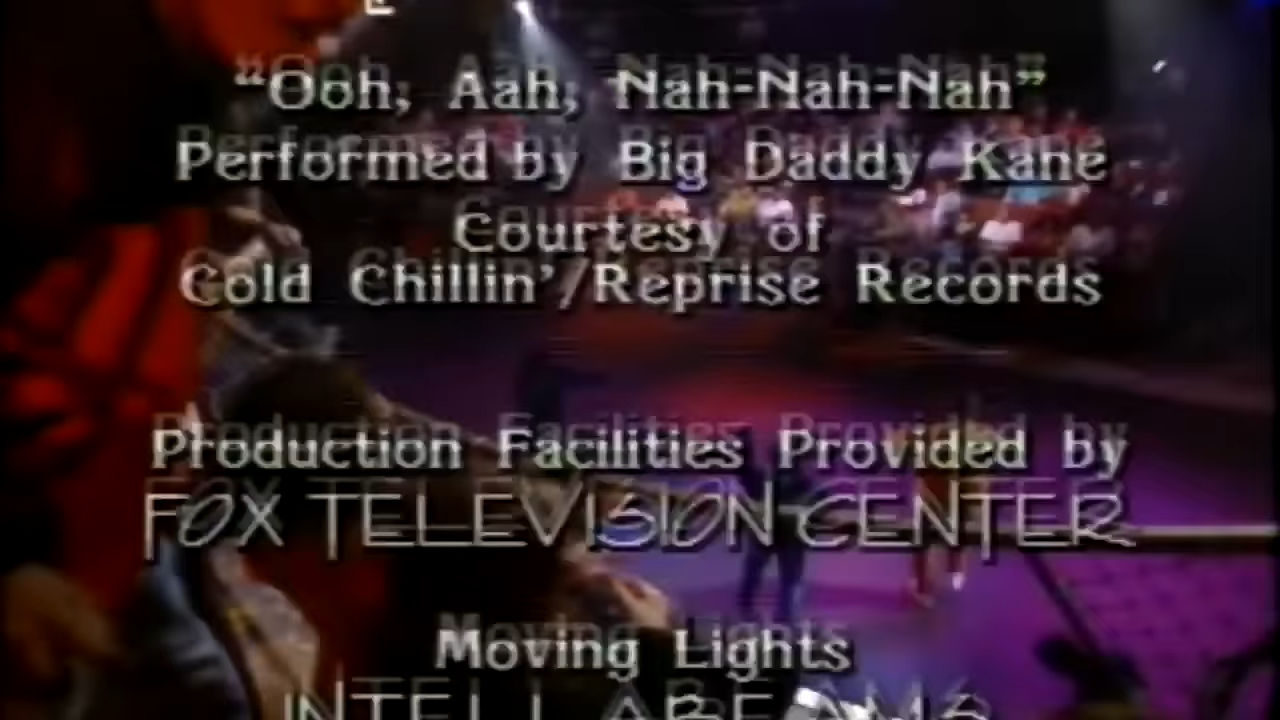 “Ooh, Aah, Nah-Nah-Nah”
Performed by Big Daddy Kane
Courtesy of
Cold Chillin’/Reprise Records
Production Facilities Provided by
FOX TELEVISION CENTER
Moving Lights
INTELLABEAMS